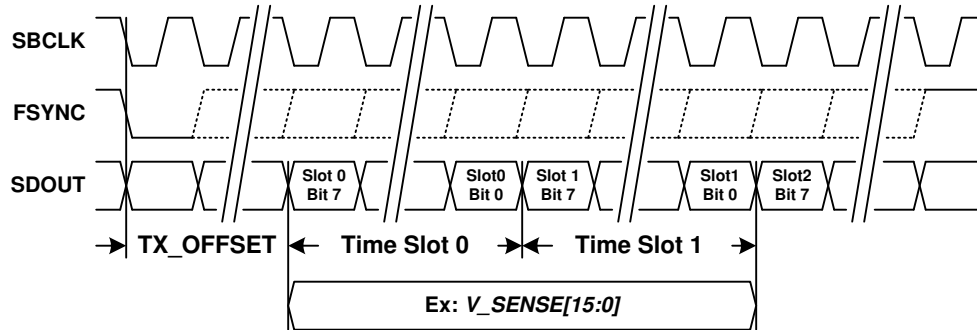 SBCLK
FSYNC
SDOUT
Slot 0
Bit 7
Slot0
Bit 0
Slot 1
Bit 7
Slot1
Bit 0
Slot2
Bit 7
TX_OFFSET
Time Slot 0
Time Slot 1
Ex: V_SENSE[15:0]